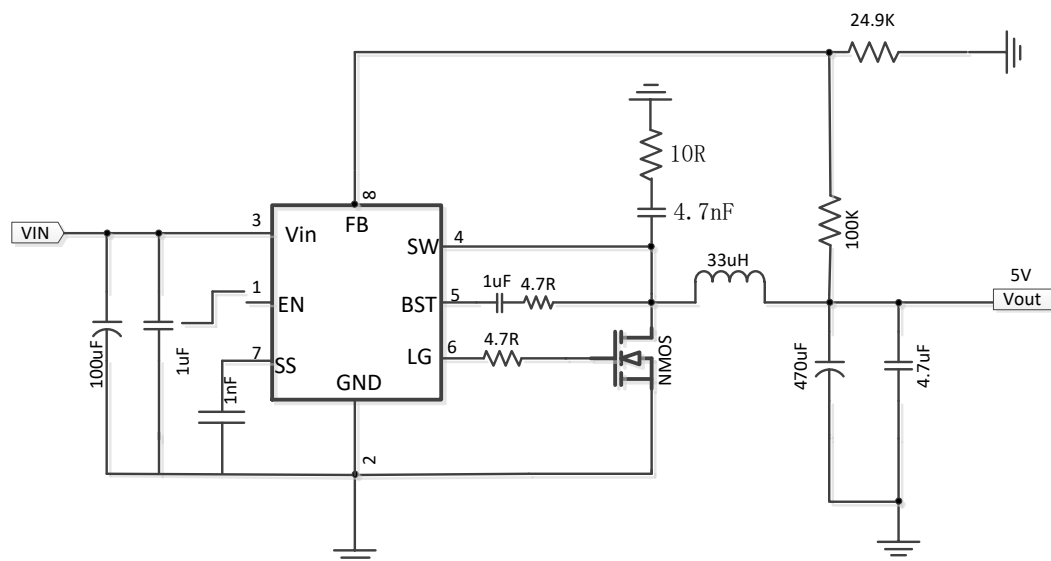 24.9K
10R
4.7nF
100K
8
FB
VIN
3
Vin
SW
4
33uH
5V
Vout
1uF
4.7R
1
EN
BST
5
100uF
1uF
4.7R
LG
6
NMOS
470uF
4.7uF
7
SS
1nF
GND
2